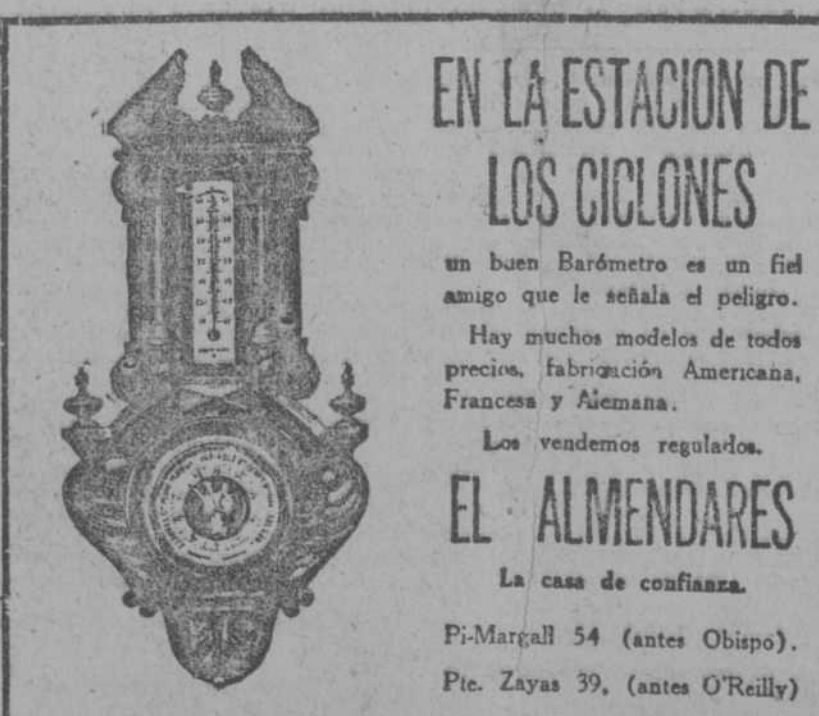 EN LA ESTACION DE
LOS CICLONES
un buen Barómetro es un fiel
amigo que le señala el peligro.
Hay muchos modelos de todos
precios, fabricación Americana,
Francesa y Alemana.
Los vendemos regulados.
EL ALMENDARES
La casa de confianza.
Pi-Margall 54 (antes Obispo).
Pte. Zayas 39, (antes O'Reilly)